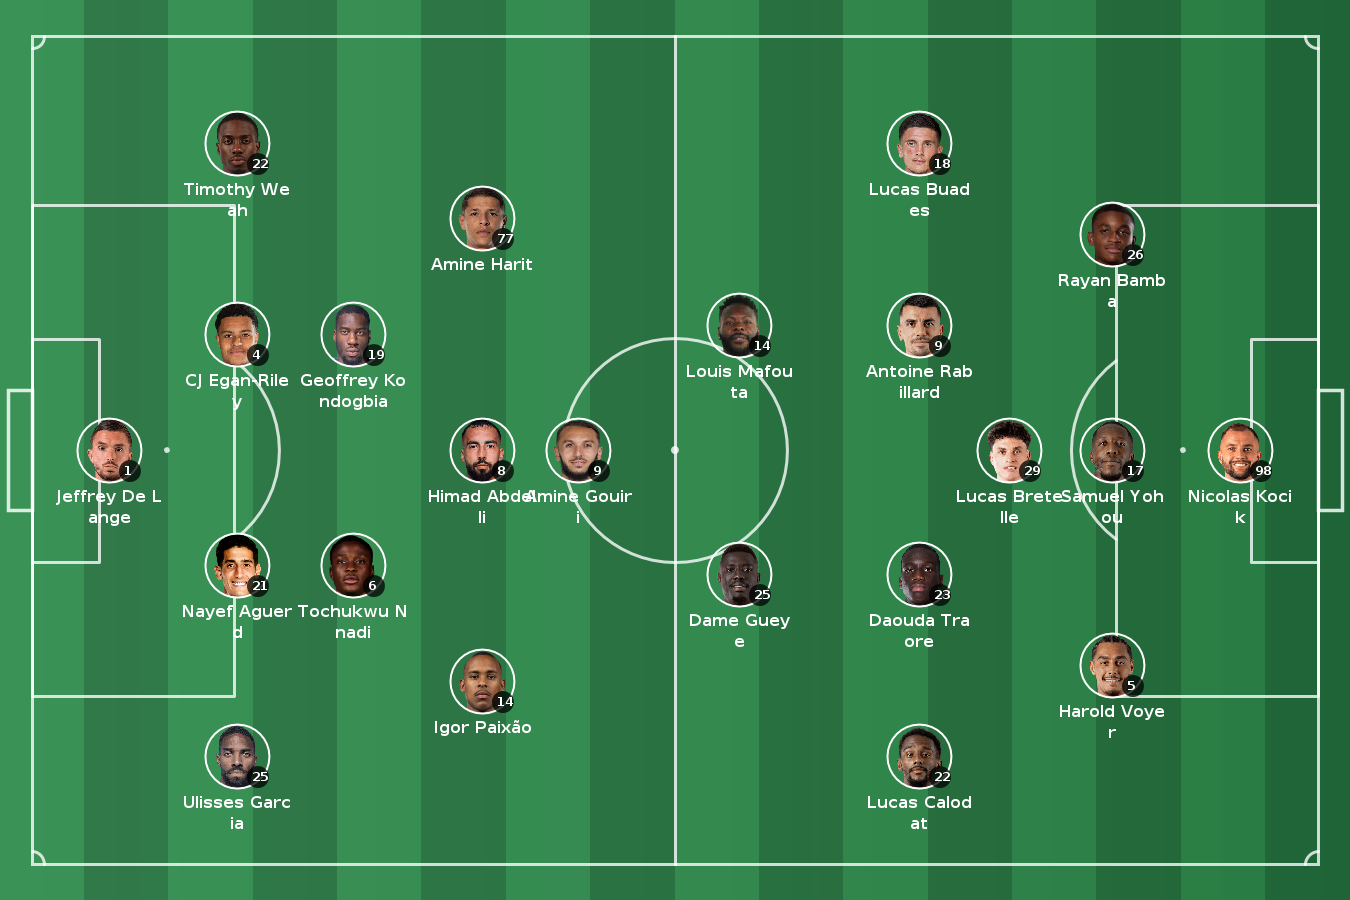 22
Timothy We
ah
18
Lucas Buad
es
77
Amine Harit
26
Rayan Bamb
a
4
CJ Egan-Rile
y
19
Geoffrey Ko
ndogbia
14
Louis Mafou
ta
9
Antoine Rab
illard
1
Jeffrey De L
ange
8
Himad Abdel
li
9
Amine Gouir
i
29
Lucas Brete
lle
17
Samuel Yoh
ou
98
Nicolas Koci
k
21
Nayef Aguer
d
6
Tochukwu N
nadi
25
Dame Guey
e
23
Daouda Tra
ore
14
Igor Paixão
5
Harold Voye
r
25
Ulisses Garc
ia
22
Lucas Calod
at